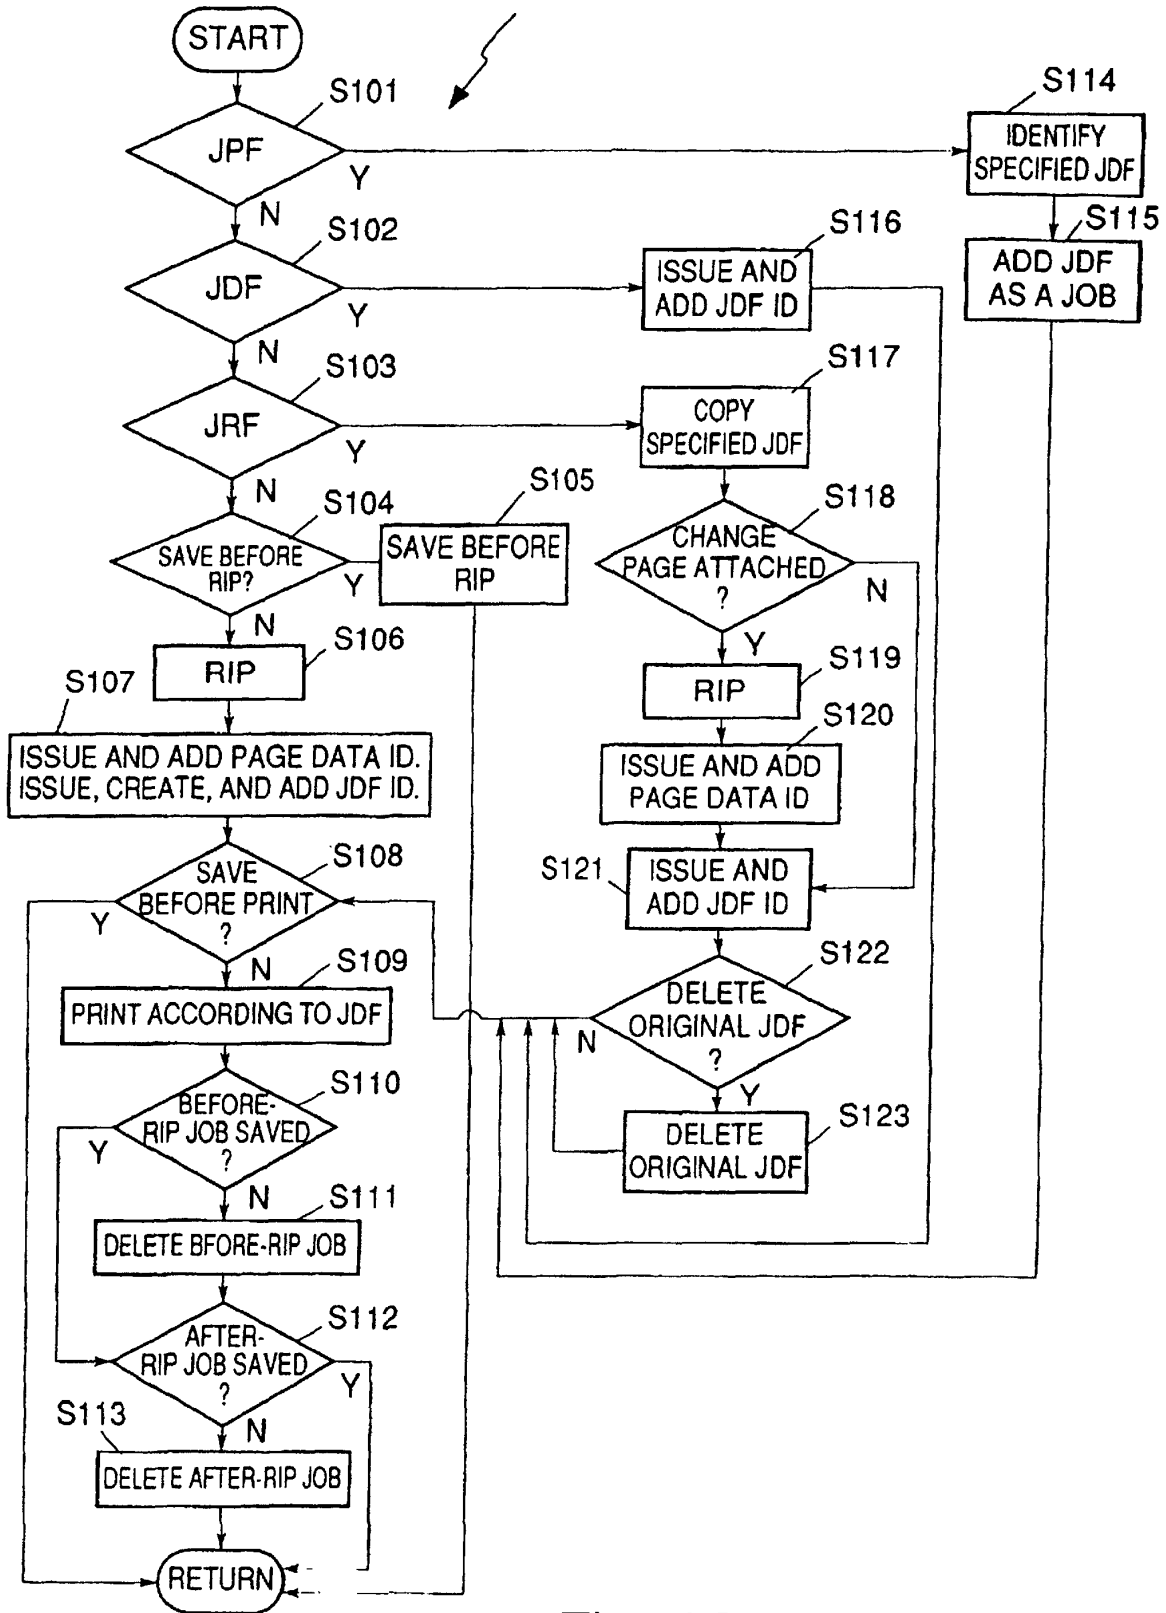 START
S101
JPF
Y
N
S114
IDENTIFY
SPECIFIED JDF
S115
ADD JDF
AS A JOB
S102
JDF
Y
N
S116
ISSUE AND
ADD JDF ID
S103
JRF
Y
N
S117
COPY
SPECIFIED JDF
S104
SAVE BEFORE
RIP?
Y
N
S105
SAVE BEFORE
RIP
S118
CHANGE
PAGE ATTACHED
?
N
Y
S106
RIP
S119
RIP
S107
ISSUE AND ADD PAGE DATA ID.
ISSUE, CREATE, AND ADD JDF ID.
S120
ISSUE AND ADD
PAGE DATA ID
S108
SAVE
BEFORE PRINT
?
Y
N
S121
ISSUE AND
ADD JDF ID
S109
PRINT ACCORDING TO JDF
S122
DELETE
ORIGINAL JDF
?
N
Y
S110
BEFORE-
RIP JOB SAVED
?
Y
N
S123
DELETE
ORIGINAL JDF
S111
DELETE BFORE-RIP JOB
S112
AFTER-
RIP JOB SAVED
?
Y
N
S113
DELETE AFTER-RIP JOB
RETURN